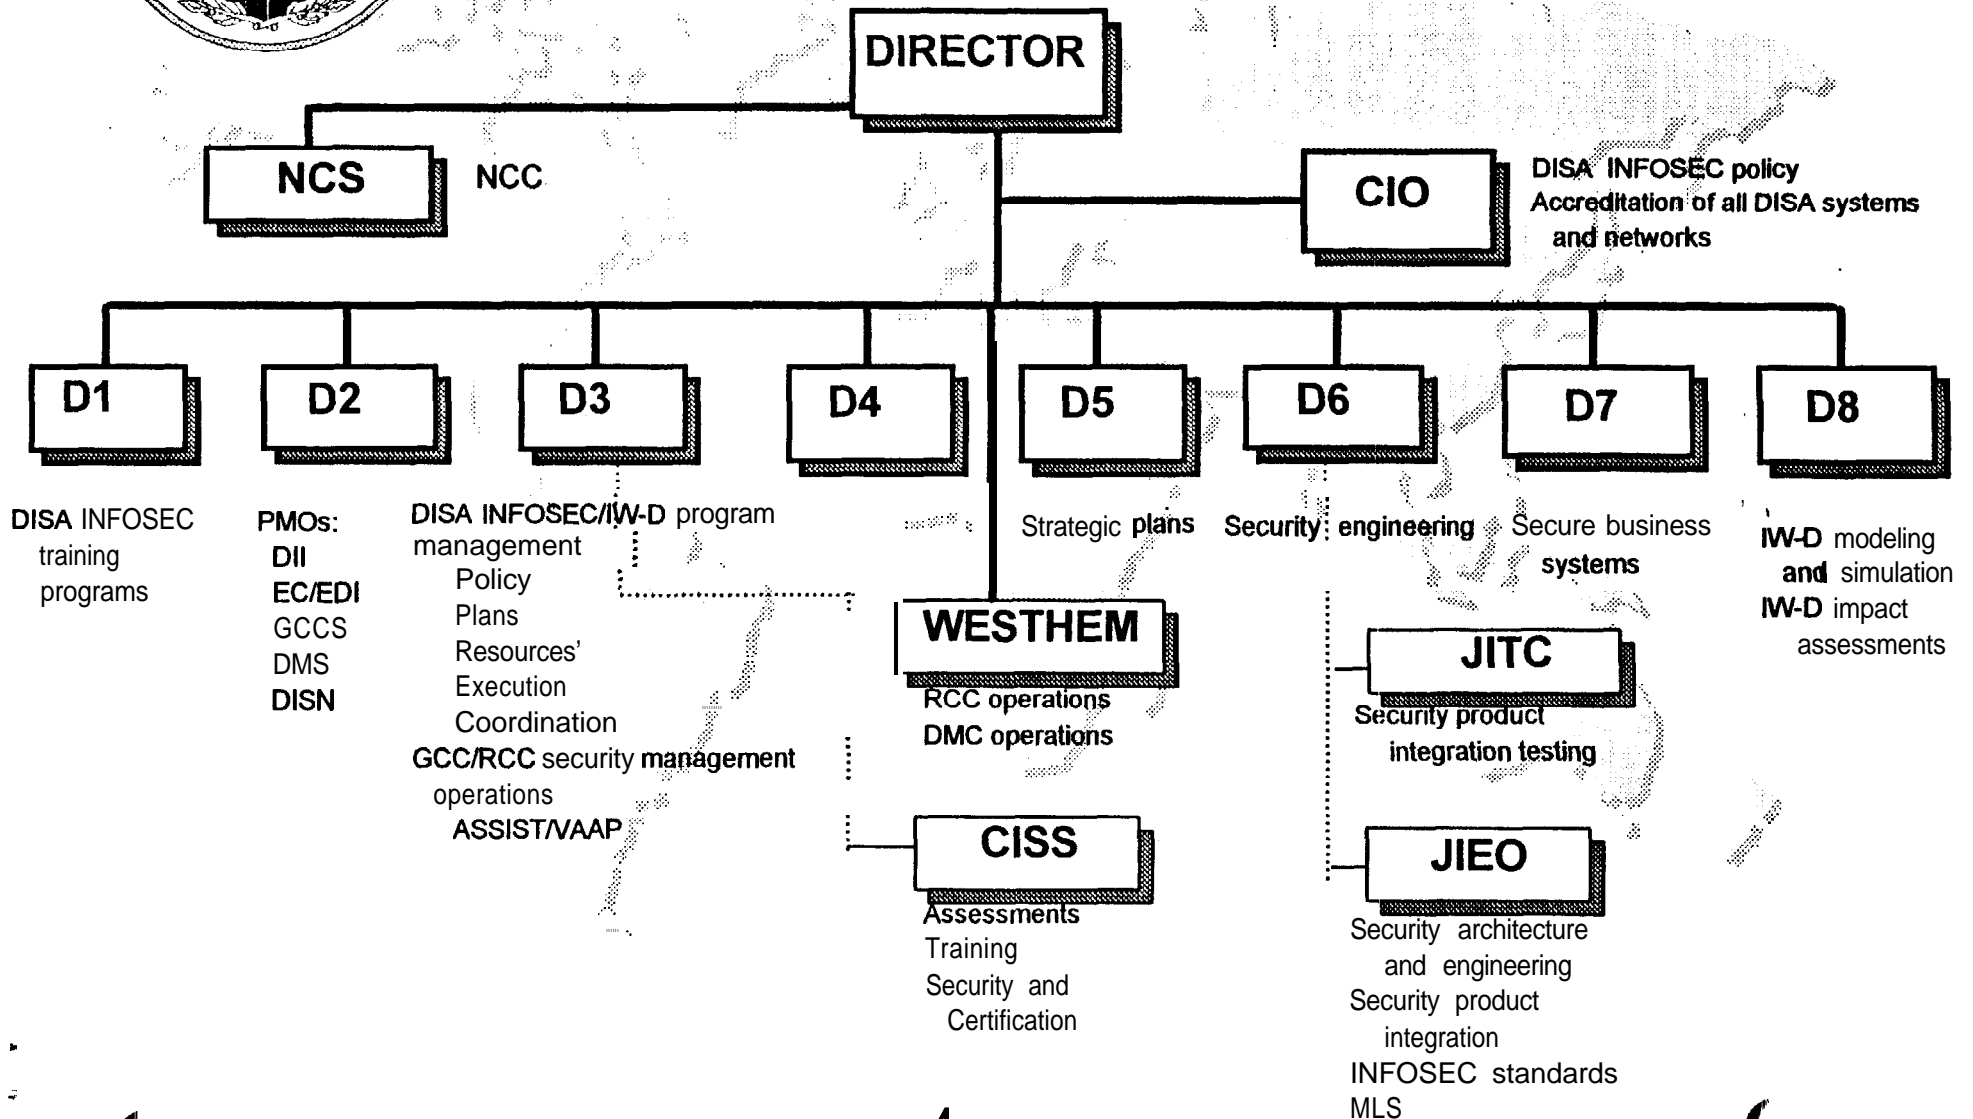 DIRECTOR
NCS
NCC
CIO
DISA INFOSEC policy
Accreditation of all DISA systems
and networks
D1
D2
D3
D4
D5
D6
D7
D8
DISA INFOSEC
training
programs
PMOs:
DII
EC/EDI
GCCS
DMS
DISN
DISA INFOSEC/IW-D program
management
Policy
Plans
Resources'
Execution
Coordination
GCC/RCC security management
operations
ASSIST/VAAP
Strategic plans
Security engineering
Secure business
systems
IW-D modeling
and simulation
IW-D impact
assessments
WESTHEM
RCC operations
DMC operations
CISS
Assessments
Training
Security and
Certification
JITC
Security product
integration testing
JIEO
Security architecture
and engineering
Security product
integration
INFOSEC standards
MLS